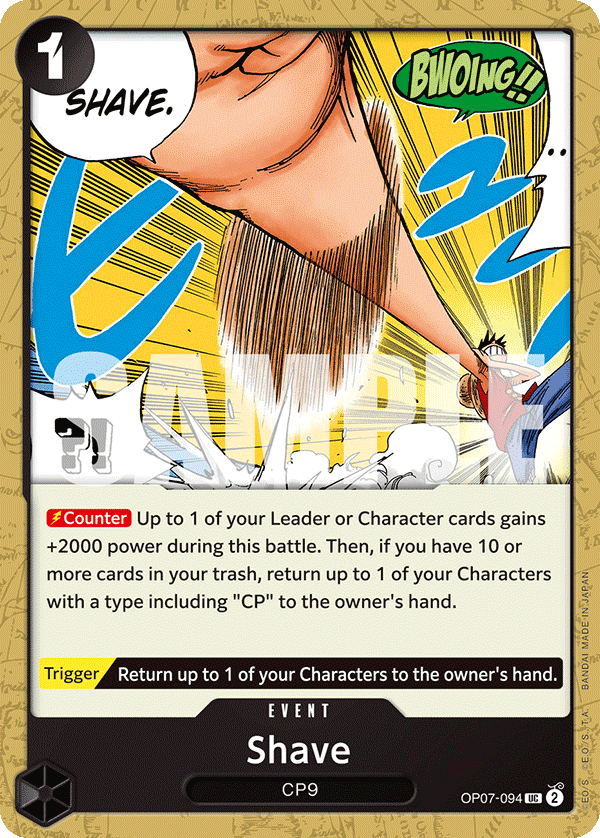 DLICHES EISMEER
1
SHAVE.
BWOING!!
..
?!
SAMPLE
⚡Counter Up to 1 of your Leader or Character cards gains
+2000 power during this battle. Then, if you have 10 or
more cards in your trash, return up to 1 of your Characters
with a type including "CP" to the owner's hand.
Trigger Return up to 1 of your Characters to the owner's hand.
EVENT
Shave
CP9
OP07-094 UC 2
BANDAI MADE IN JAPAN